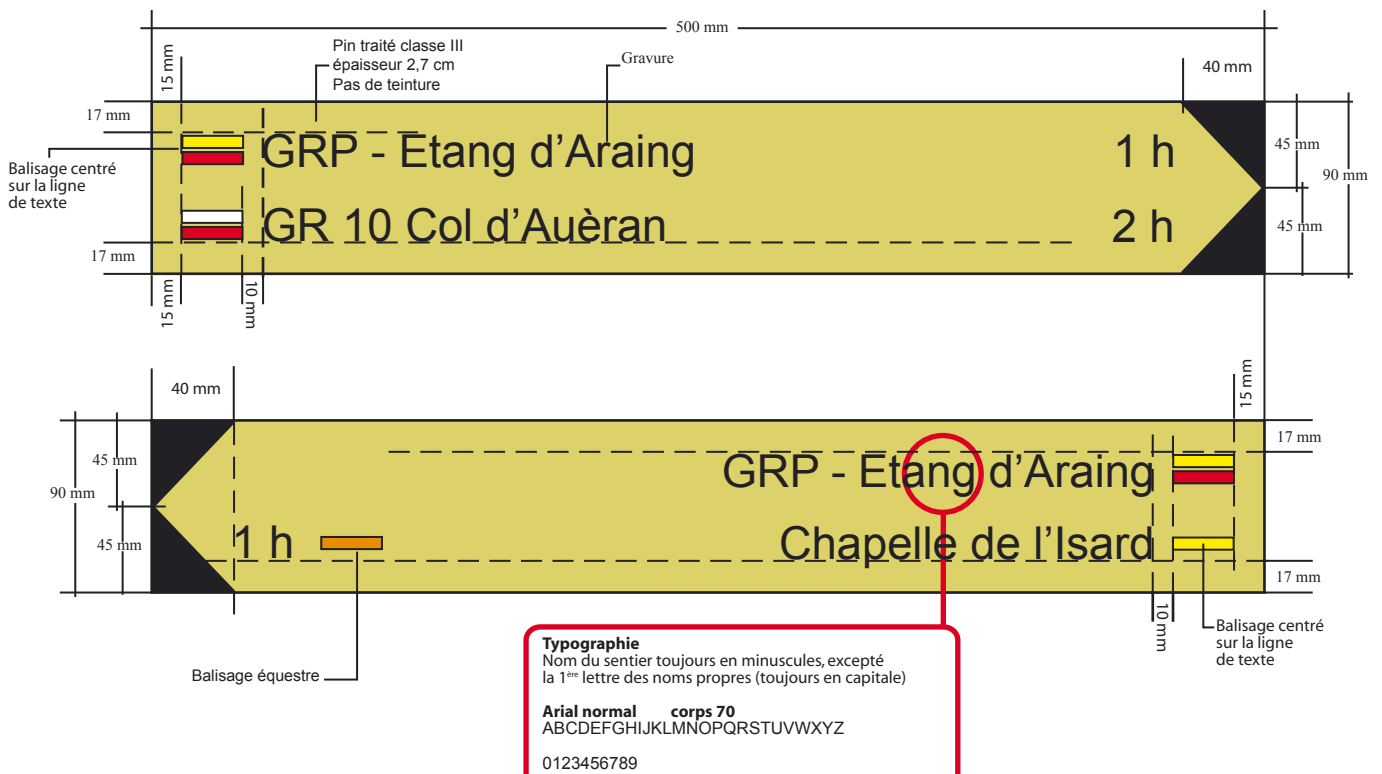 500 mm
Pin traité classe III
épaisseur 2,7 cm
Pas de teinture
Gravure
15 mm
40 mm
17 mm
GRP - Etang d’Araing 1 h
45 mm
90 mm
Balisage centré
sur la ligne
de texte
GR 10 Col d’Auèran 2 h
45 mm
17 mm
15 mm
10 mm
40 mm
15 mm
17 mm
45 mm
GRP - Etang d’Araing
90 mm
45 mm
1 h
Chapelle de l’Isard
17 mm
10 mm
Balisage centré
sur la ligne
de texte
Balisage équestre
Typographie
Nom du sentier toujours en minuscules, excepté
la 1ère lettre des noms propres (toujours en capitale)
Arial normal corps 70
ABCDEFGHIJKLMNOPQRSTUVWXYZ
0123456789